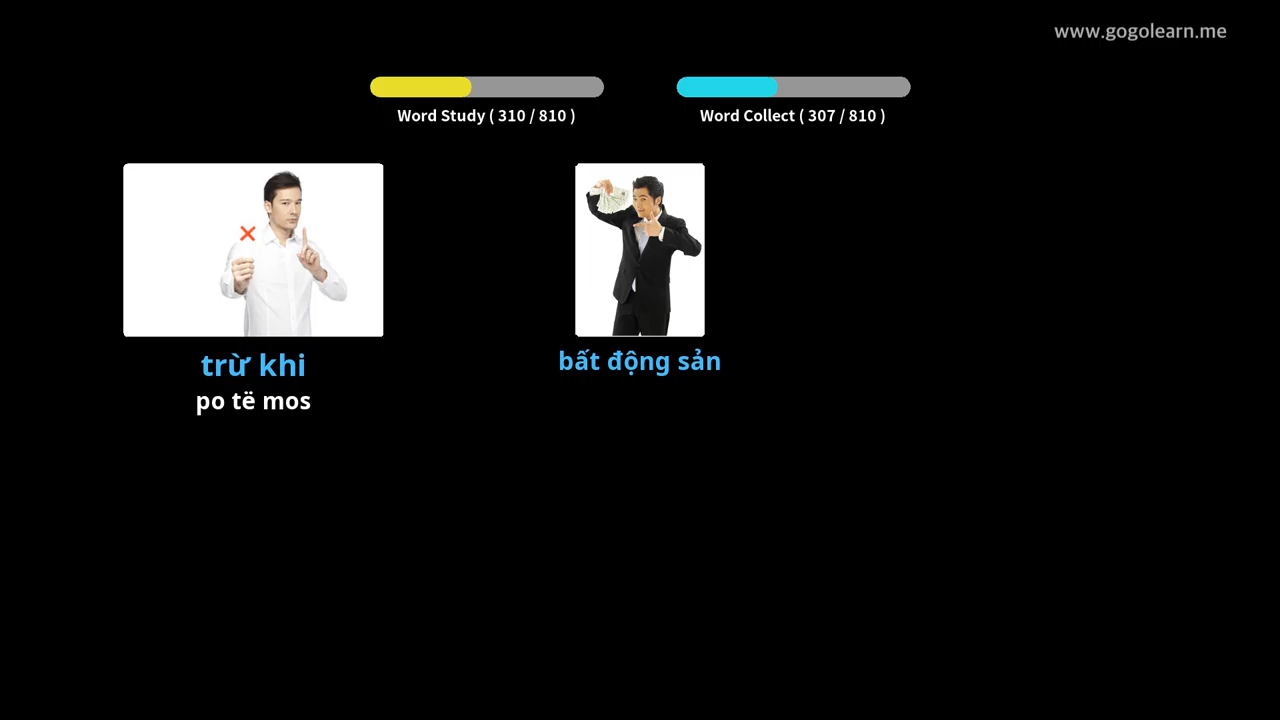 www.gogolearn.me
Word Study ( 310 / 810 )
Word Collect ( 307 / 810 )
trừ khi
po të mos
bất động sản